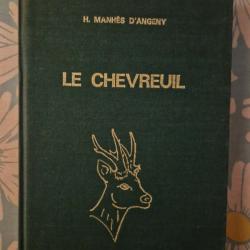 H. MANHÈS D'ANGENY
LE CHEVREUIL